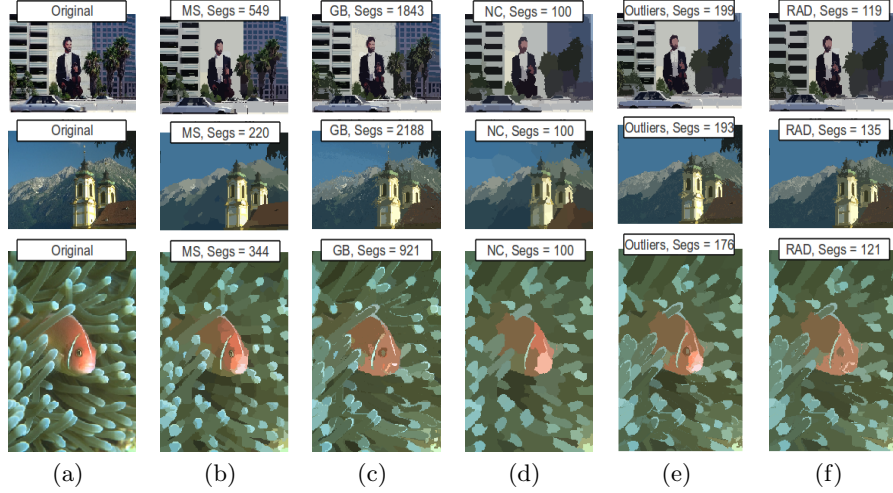 Original MS, Segs = 549 GB, Segs = 1843 NC, Segs = 100 Outliers, Segs = 199 RAD, Segs = 119
Original MS, Segs = 220 GB, Segs = 2188 NC, Segs = 100 Outliers, Segs = 193 RAD, Segs = 135
Original MS, Segs = 344 GB, Segs = 921 NC, Segs = 100 Outliers, Segs = 176 RAD, Segs = 121
(a) (b) (c) (d) (e) (f)